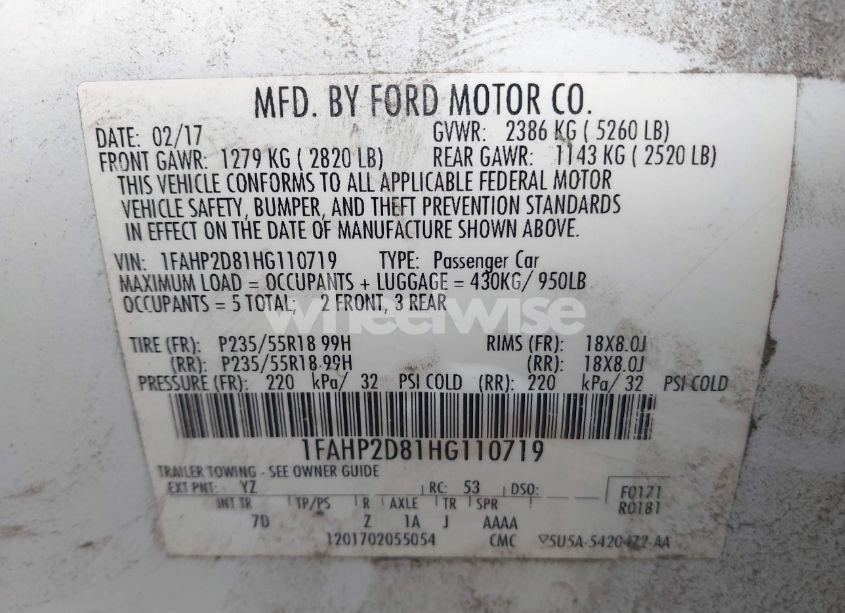 MFD. BY FORD MOTOR CO.
DATE: 02/17 GVWR: 2386 KG ( 5260 LB)
FRONT GAWR: 1279 KG ( 2820 LB) REAR GAWR: 1143 KG ( 2520 LB)
THIS VEHICLE CONFORMS TO ALL APPLICABLE FEDERAL MOTOR
VEHICLE SAFETY, BUMPER, AND THEFT PREVENTION STANDARDS
IN EFFECT ON THE DATE OF MANUFACTURE SHOWN ABOVE.
VIN: 1FAHP2D81HG110719 TYPE: Passenger Car
MAXIMUM LOAD = OCCUPANTS + LUGGAGE = 430KG/ 950LB
OCCUPANTS = 5 TOTAL; 2 FRONT, 3 REAR
wheelwise
TIRE (FR): P235/55R18 99H RIMS (FR): 18X8.0J
(RR): P235/55R18 99H (RR): 18X8.0J
PRESSURE (FR): 220 kPa/ 32 PSI COLD (RR): 220 kPa/ 32 PSI COLD
1FAHP2D81HG110719
TRAILER TOWING - SEE OWNER GUIDE
EXT PNT: YZ RC: 53 DSO: F0171
INT TR TP/PS R AXLE TR SPR R0181
7D Z 1A J AAAA
1201702055054 CMC